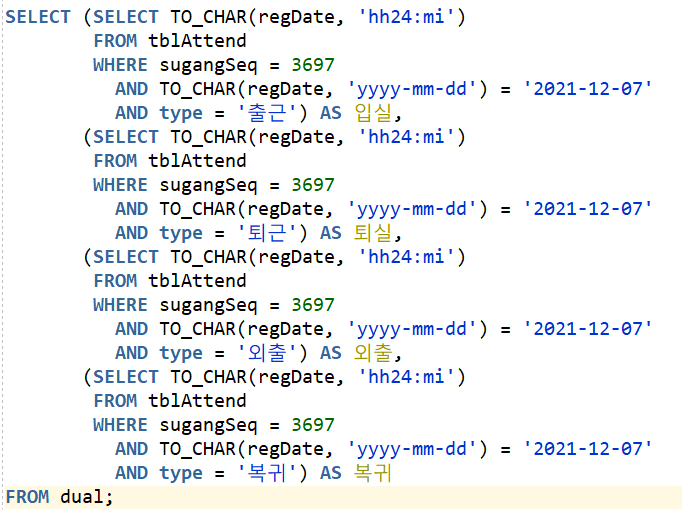 SELECT (SELECT TO_CHAR(regDate, 'hh24:mi')
        FROM tblAttend
        WHERE sugangSeq = 3697
          AND TO_CHAR(regDate, 'yyyy-mm-dd') = '2021-12-07'
          AND type = '출근') AS 입실,
       (SELECT TO_CHAR(regDate, 'hh24:mi')
        FROM tblAttend
        WHERE sugangSeq = 3697
          AND TO_CHAR(regDate, 'yyyy-mm-dd') = '2021-12-07'
          AND type = '퇴근') AS 퇴실,
       (SELECT TO_CHAR(regDate, 'hh24:mi')
        FROM tblAttend
        WHERE sugangSeq = 3697
          AND TO_CHAR(regDate, 'yyyy-mm-dd') = '2021-12-07'
          AND type = '외출') AS 외출,
       (SELECT TO_CHAR(regDate, 'hh24:mi')
        FROM tblAttend
        WHERE sugangSeq = 3697
          AND TO_CHAR(regDate, 'yyyy-mm-dd') = '2021-12-07'
          AND type = '복귀') AS 복귀
FROM dual;